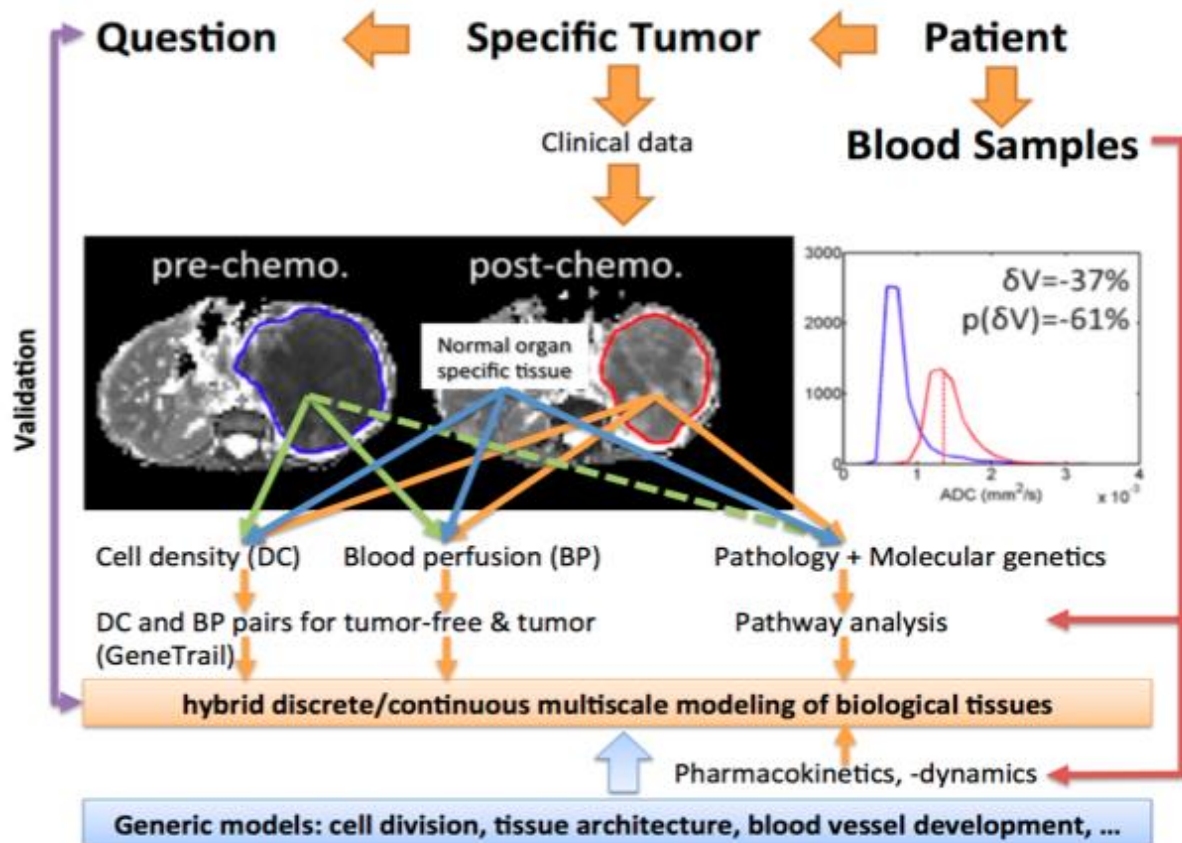 Question
Specific Tumor
Patient
Clinical data
Blood Samples
Validation
pre-chemo.
post-chemo.
Normal organ
specific tissue
3000
2000
1000
0
δV=-37%
p(δV)=-61%
0 1 2 3 4
ADC (mm²/s)
x 10⁻³
Cell density (DC)
Blood perfusion (BP)
Pathology + Molecular genetics
DC and BP pairs for tumor-free & tumor
(GeneTrail)
Pathway analysis
hybrid discrete/continuous multiscale modeling of biological tissues
Pharmacokinetics, -dynamics
Generic models: cell division, tissue architecture, blood vessel development, ...